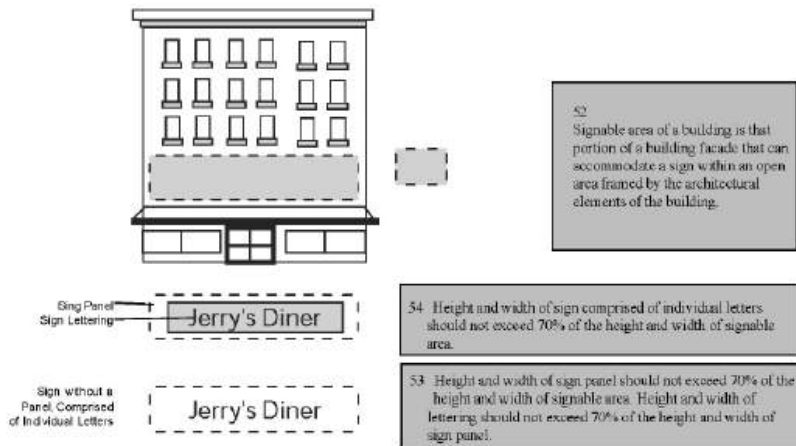 52
Signable area of a building is that
portion of a building facade that can
accommodate a sign within an open
area framed by the architectural
elements of the building.
Sing Panel
Sign Lettering
Jerry's Diner
54 Height and width of sign comprised of individual letters
should not exceed 70% of the height and width of signable
area.
Sign without a
Panel, Comprised
of Individual Letters
Jerry's Diner
53 Height and width of sign panel should not exceed 70% of the
height and width of signable area. Height and width of
lettering should not exceed 70% of the height and width of
sign panel.